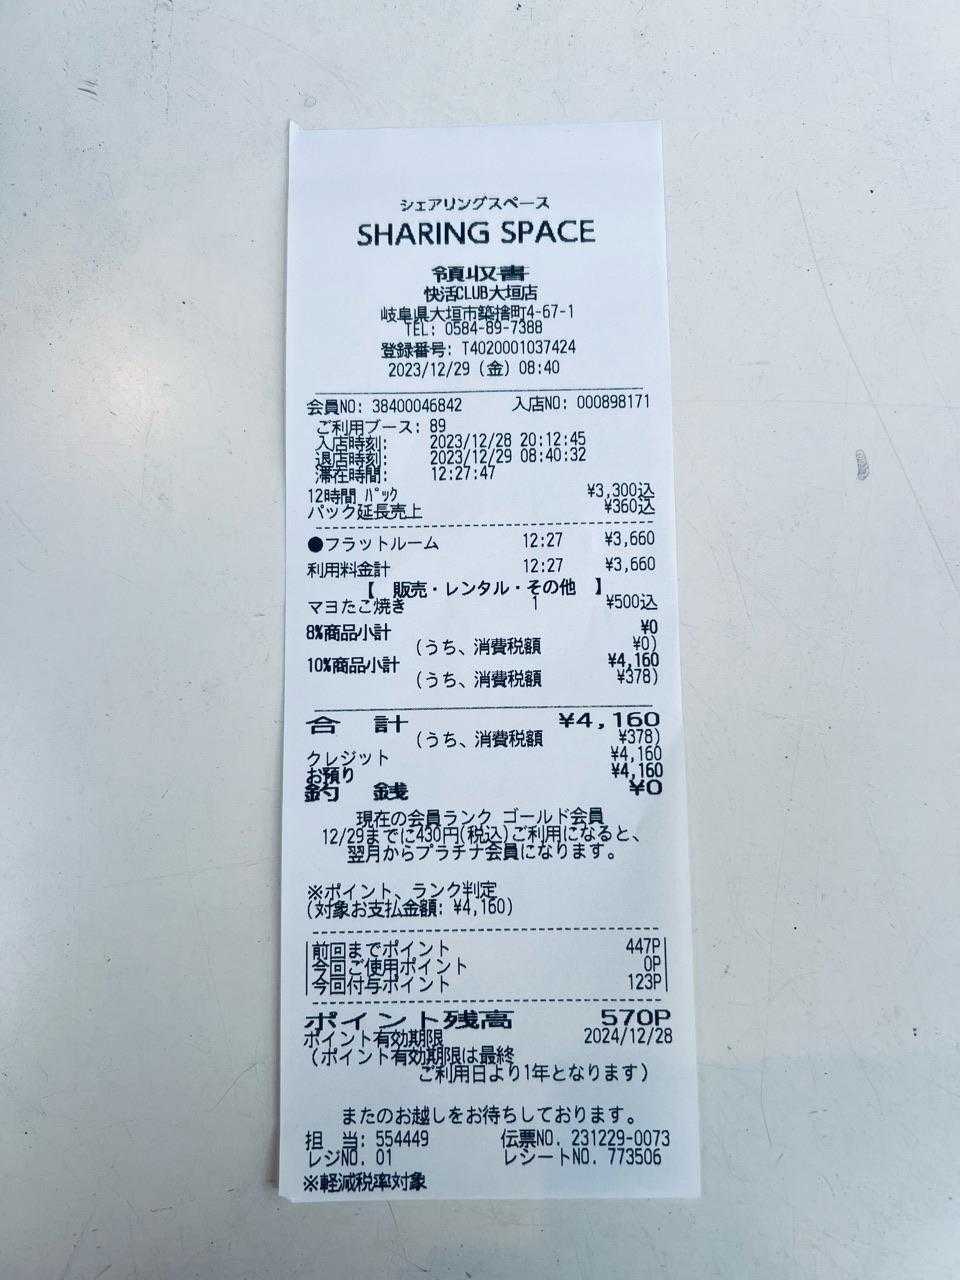 シェアリングスペース
SHARING SPACE
領収書
快活CLUB大垣店
岐阜県大垣市築捨町4-67-1
TEL: 0584-89-7388
登録番号: T4020001037424
2023/12/29 (金) 08:40
会員NO: 38400046842 入店NO: 000898171
ご利用ブース: 89
入店時刻: 2023/12/28 20:12:45
退店時刻: 2023/12/29 08:40:32
滞在時間: 12:27:47
12時間 ﾊﾟｯｸ ¥3,300込
パック延長売上 ¥360込
●フラットルーム 12:27 ¥3,660
利用料金計 12:27 ¥3,660
【 販売・レンタル・その他 】
マヨたこ焼き 1 ¥500込
8%商品小計 ¥0
(うち、消費税額 ¥0)
10%商品小計 ¥4,160
(うち、消費税額 ¥378)
合 計 ¥4,160
(うち、消費税額 ¥378)
クレジット ¥4,160
お預り ¥4,160
釣 銭 ¥0
現在の会員ランク ゴールド会員
12/29までに430円(税込)ご利用になると、
翌月からプラチナ会員になります。
※ポイント、ランク判定
(対象お支払金額: ¥4,160)
前回までポイント 447P
今回ご使用ポイント 0P
今回付与ポイント 123P
ポイント残高 570P
ポイント有効期限 2024/12/28
(ポイント有効期限は最終
ご利用日より1年となります)
またのお越しをお待ちしております。
担 当: 554449 伝票NO. 231229-0073
レジNO. 01 レシートNO. 773506
※軽減税率対象